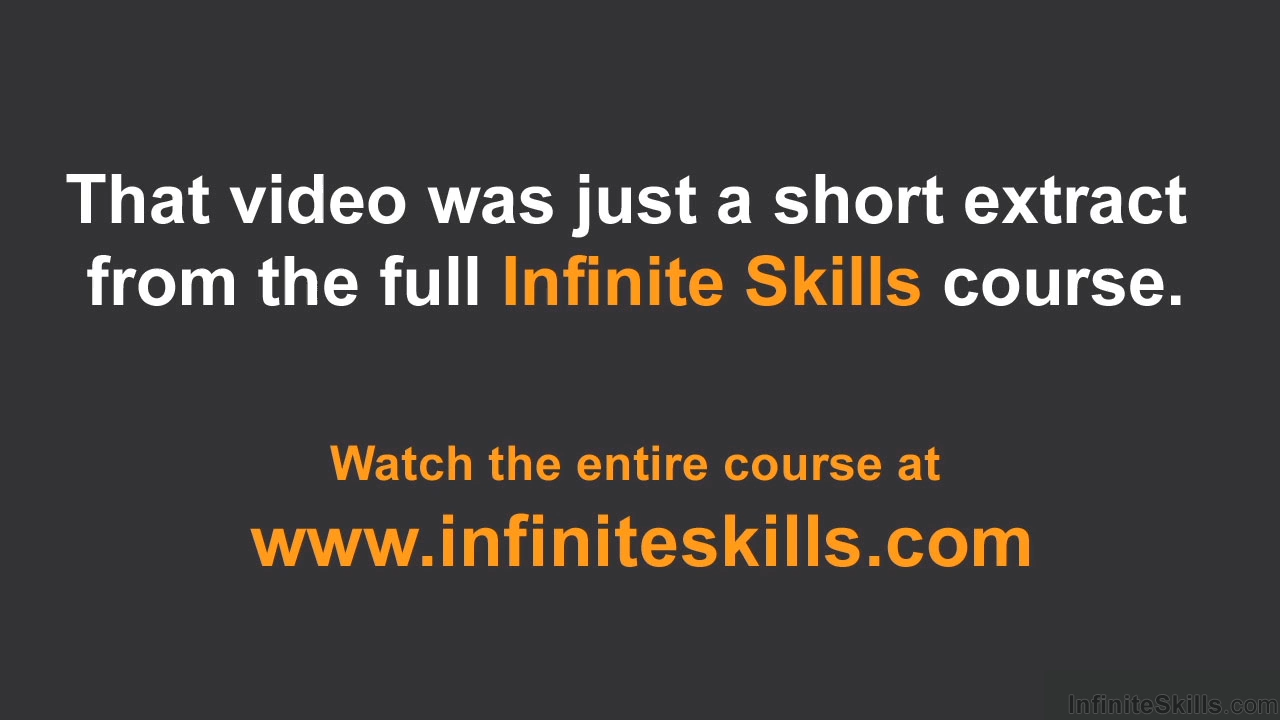 That video was just a short extract
from the full Infinite Skills course.
Watch the entire course at
www.infiniteskills.com
InfiniteSkills.com